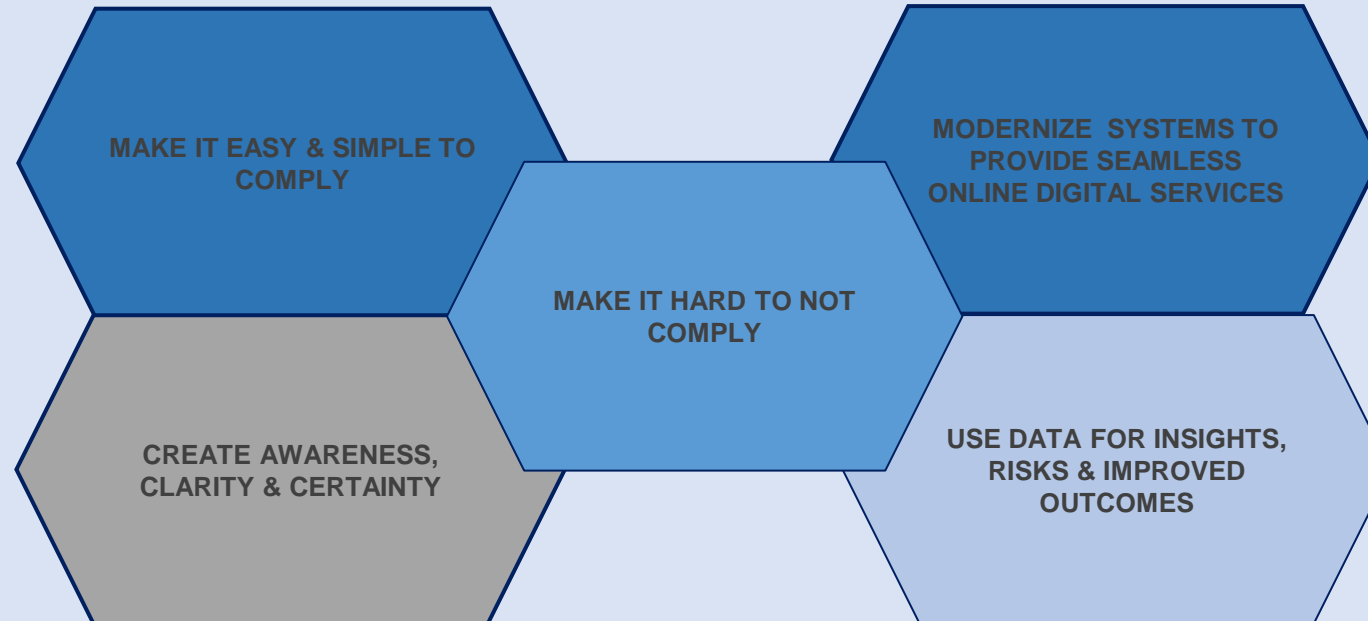 MAKE IT EASY & SIMPLE TO
COMPLY
MODERNIZE SYSTEMS TO
PROVIDE SEAMLESS
ONLINE DIGITAL SERVICES
MAKE IT HARD TO NOT
COMPLY
CREATE AWARENESS,
CLARITY & CERTAINTY
USE DATA FOR INSIGHTS,
RISKS & IMPROVED
OUTCOMES